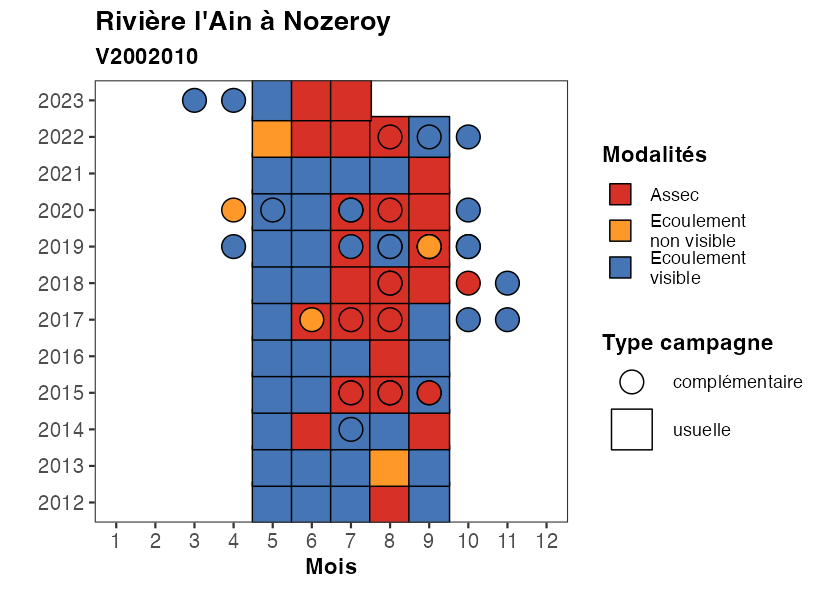 Rivière l'Ain à Nozeroy
V2002010
2023
2022
2021
2020
2019
2018
2017
2016
2015
2014
2013
2012
1 2 3 4 5 6 7 8 9 10 11 12
Mois
Modalités
Assec
Ecoulement
non visible
Ecoulement
visible
Type campagne
complémentaire
usuelle